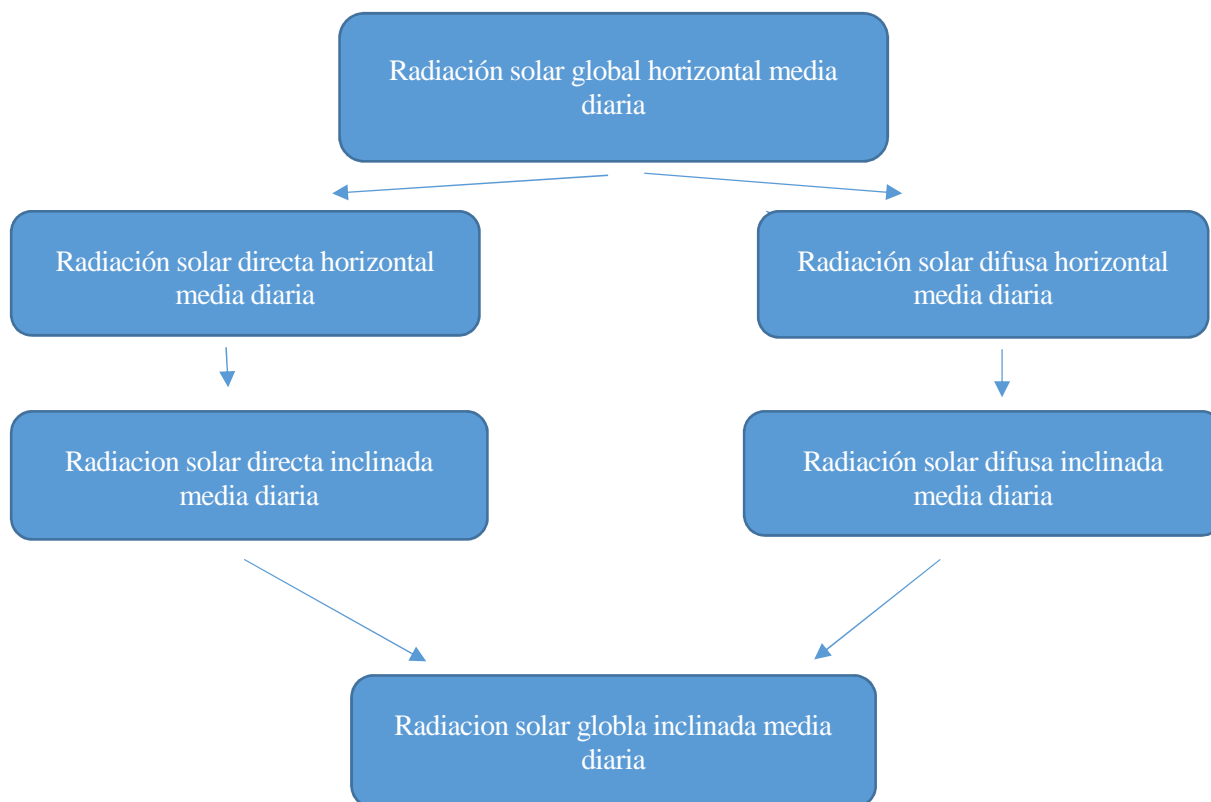 Radiación solar global horizontal media
diaria
Radiación solar directa horizontal
media diaria
Radiación solar difusa horizontal
media diaria
Radiacion solar directa inclinada
media diaria
Radiación solar difusa inclinada
media diaria
Radiacion solar globla inclinada media
diaria